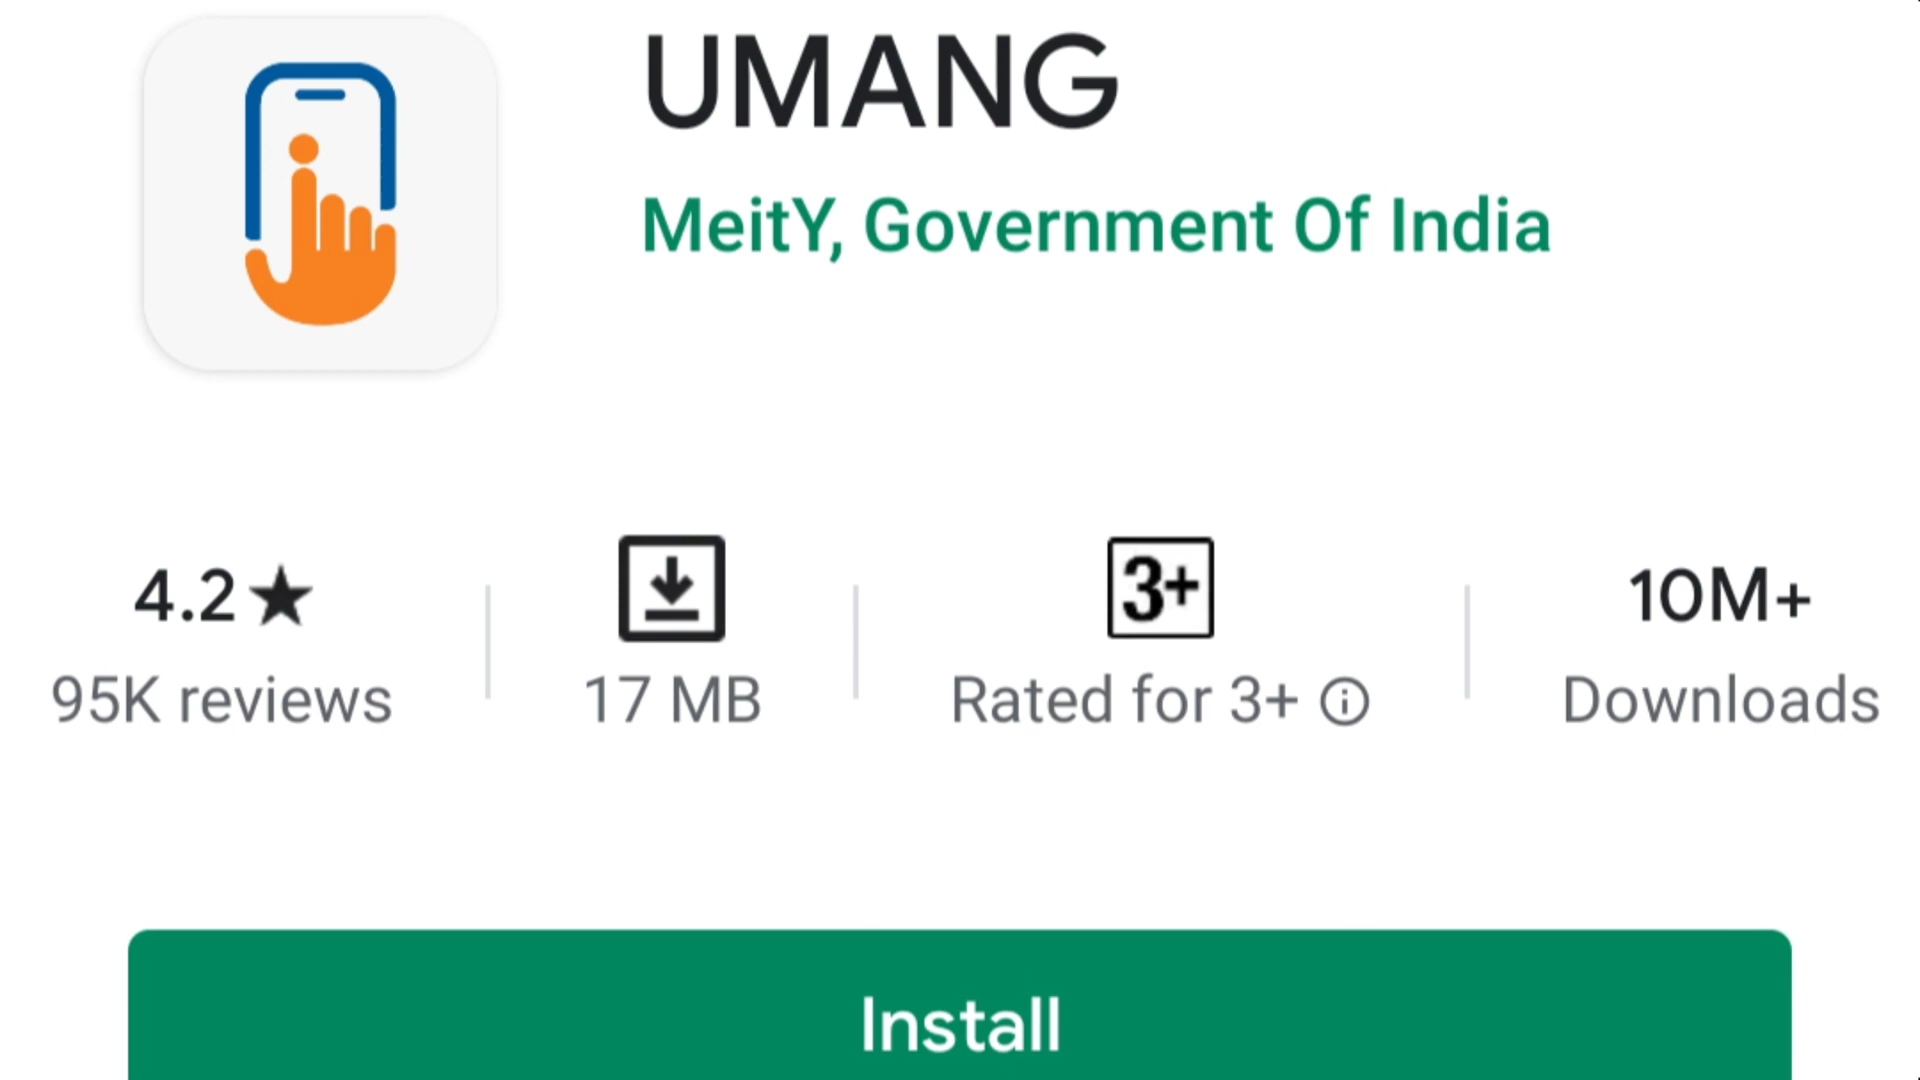 UMANG
MeitY, Government Of India
4.2★
95K reviews
17 MB
3+
Rated for 3+
10M+
Downloads
Install